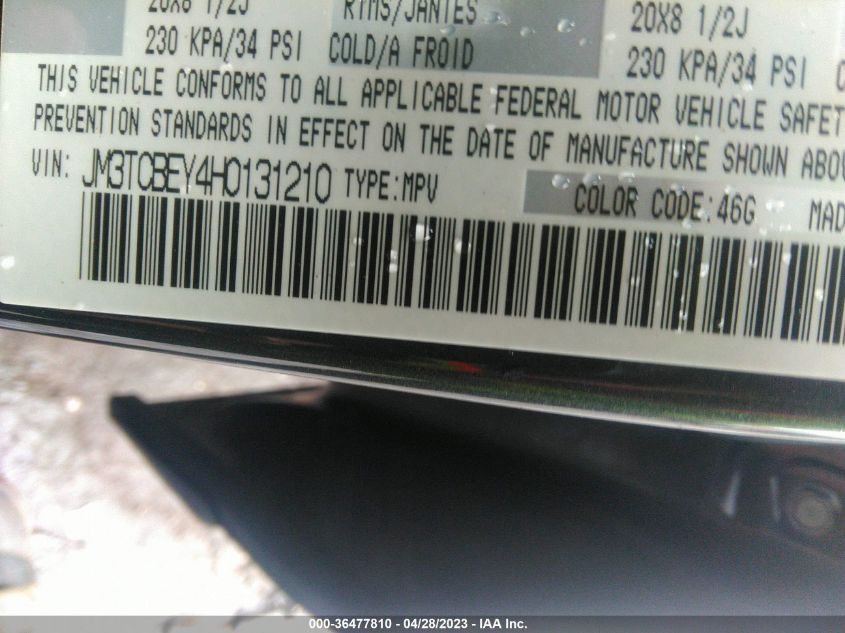 20X8 1/2J RIMS/JANTES 20X8 1/2J
230 KPA/34 PSI COLD/A FROID 230 KPA/34 PSI
THIS VEHICLE CONFORMS TO ALL APPLICABLE FEDERAL MOTOR VEHICLE SAFET
PREVENTION STANDARDS IN EFFECT ON THE DATE OF MANUFACTURE SHOWN ABOV
VIN: JM3TCBEY4H0131210 TYPE:MPV COLOR CODE:46G MAD
000-36477810 - 04/28/2023 - IAA Inc.